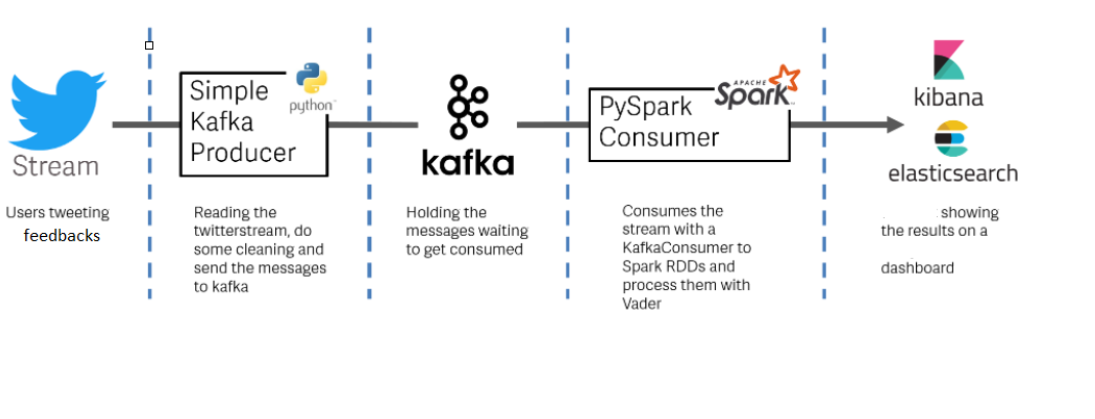 Stream
Users tweeting
feedbacks
Simple
Kafka
Producer
python
Reading the
twitterstream, do
some cleaning and
send the messages
to kafka
kafka
Holding the
messages waiting
to get consumed
PySpark
Consumer
APACHE
Spark
Consumes the
stream with a
KafkaConsumer to
Spark RDDs and
process them with
Vader
kibana
elasticsearch
showing
the results on a
dashboard